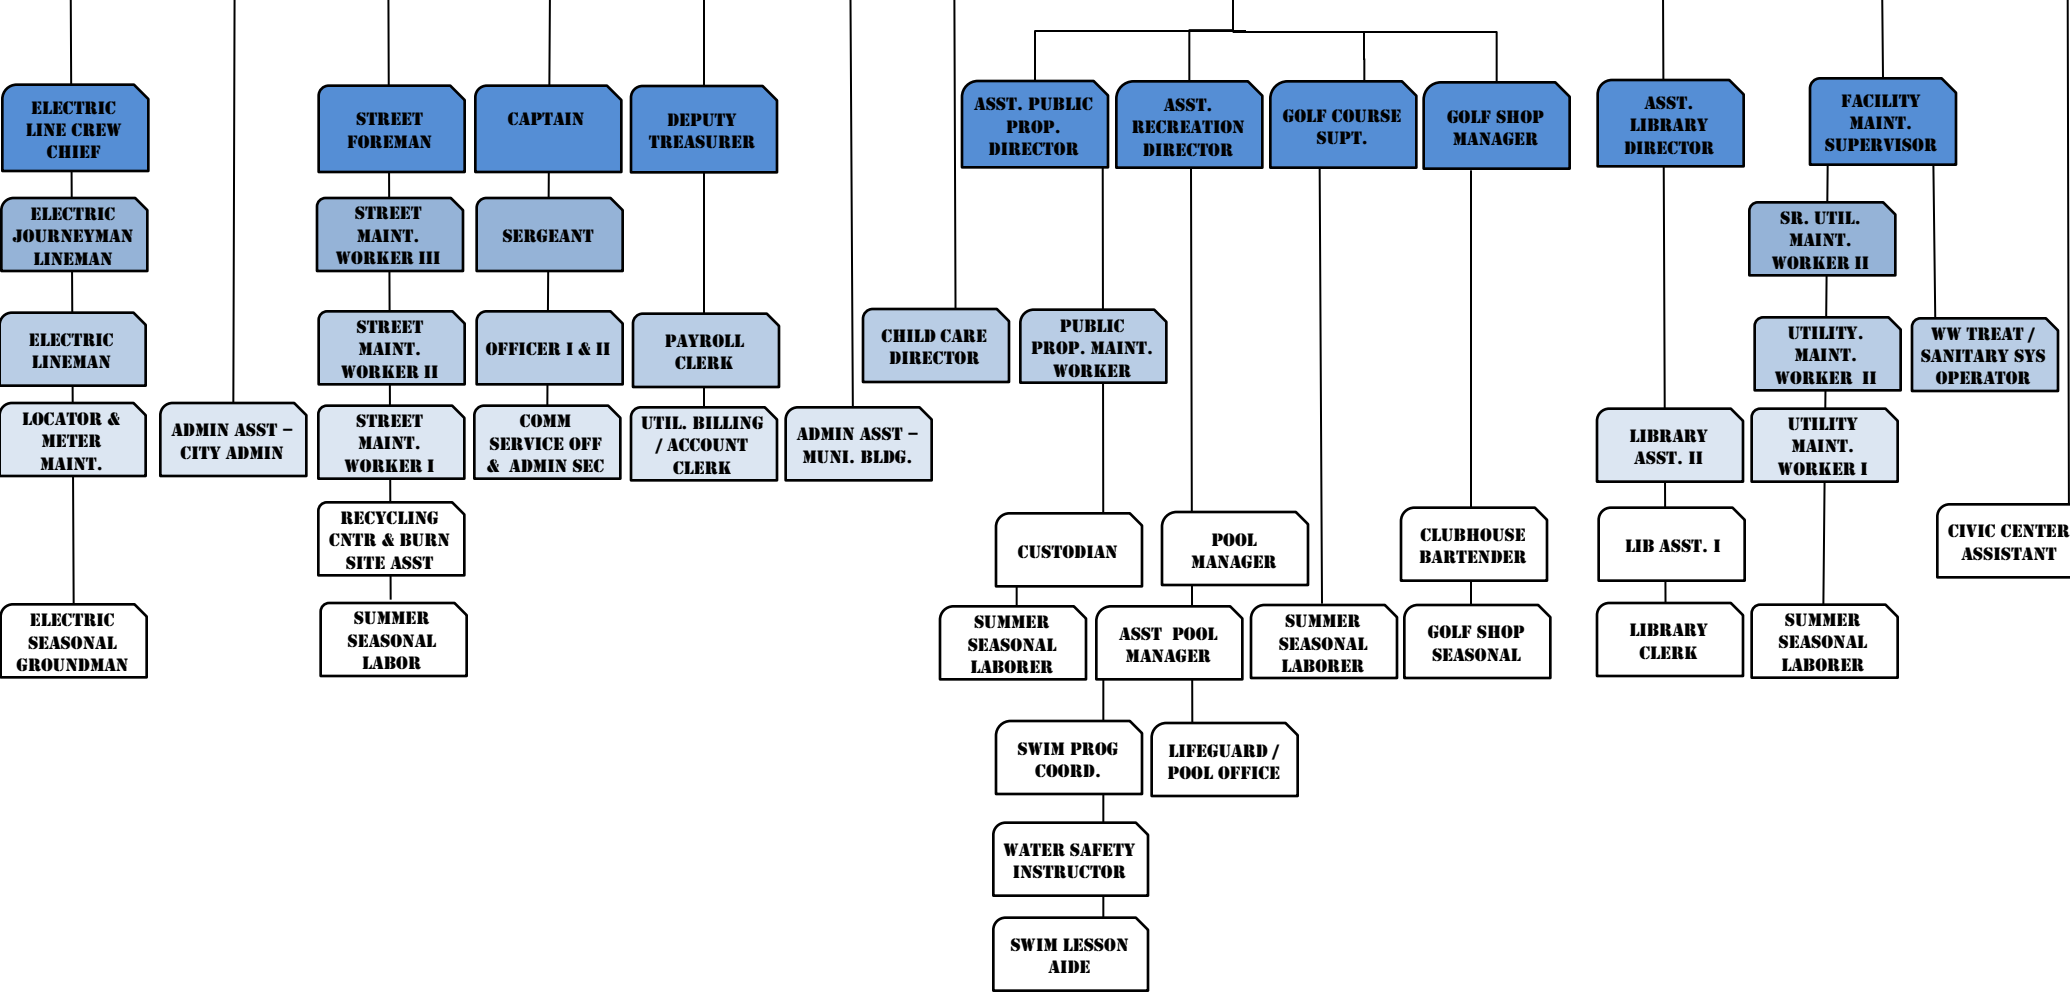 ELECTRIC
LINE CREW
CHIEF
STREET
FOREMAN
CAPTAIN
DEPUTY
TREASURER
ASST. PUBLIC
PROP.
DIRECTOR
ASST.
RECREATION
DIRECTOR
GOLF COURSE
SUPT.
GOLF SHOP
MANAGER
ASST.
LIBRARY
DIRECTOR
FACILITY
MAINT.
SUPERVISOR
ELECTRIC
JOURNEYMAN
LINEMAN
STREET
MAINT.
WORKER III
SERGEANT
SR. UTIL.
MAINT.
WORKER II
ELECTRIC
LINEMAN
STREET
MAINT.
WORKER II
OFFICER I & II
PAYROLL
CLERK
CHILD CARE
DIRECTOR
PUBLIC
PROP. MAINT.
WORKER
UTILITY.
MAINT.
WORKER II
WW TREAT /
SANITARY SYS
OPERATOR
LOCATOR &
METER
MAINT.
ADMIN ASST –
CITY ADMIN
STREET
MAINT.
WORKER I
COMM
SERVICE OFF
& ADMIN SEC
UTIL. BILLING
/ ACCOUNT
CLERK
ADMIN ASST –
MUNI. BLDG.
LIBRARY
ASST. II
UTILITY
MAINT.
WORKER I
RECYCLING
CNTR & BURN
SITE ASST
CUSTODIAN
POOL
MANAGER
CLUBHOUSE
BARTENDER
LIB ASST. I
CIVIC CENTER
ASSISTANT
ELECTRIC
SEASONAL
GROUNDMAN
SUMMER
SEASONAL
LABOR
SUMMER
SEASONAL
LABORER
ASST POOL
MANAGER
SUMMER
SEASONAL
LABORER
GOLF SHOP
SEASONAL
LIBRARY
CLERK
SUMMER
SEASONAL
LABORER
SWIM PROG
COORD.
LIFEGUARD /
POOL OFFICE
WATER SAFETY
INSTRUCTOR
SWIM LESSON
AIDE